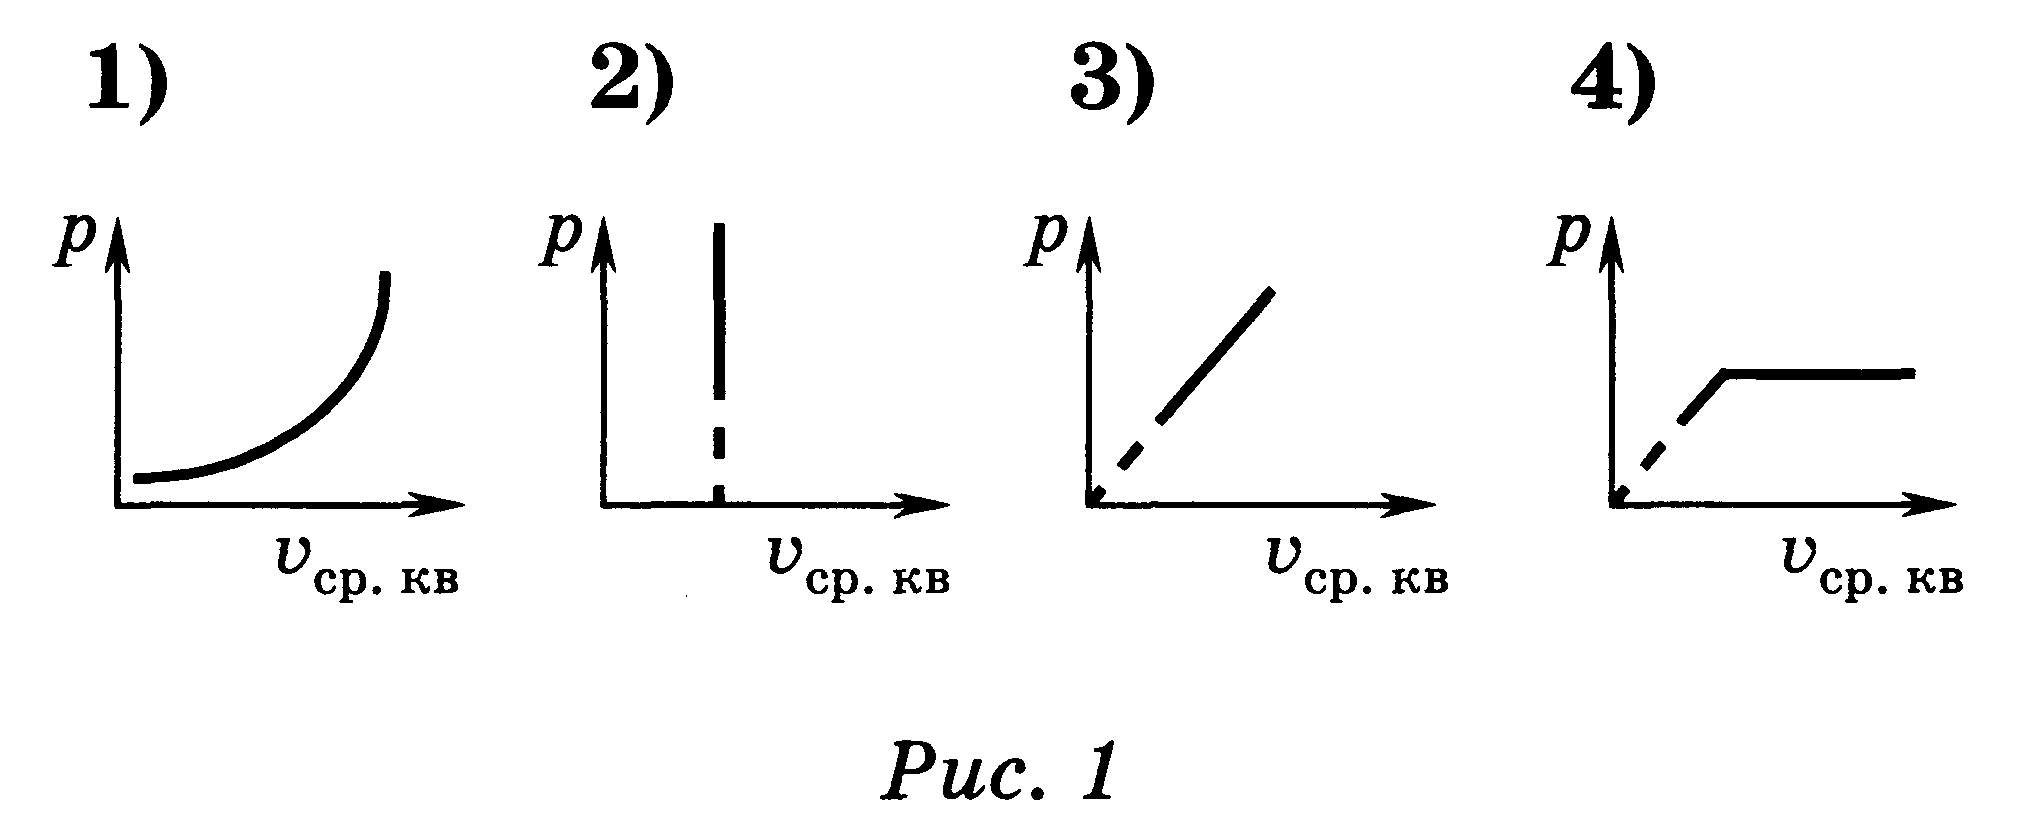 1) 2) 3) 4)
p p p p
υср. кв υср. кв υср. кв υср. кв
Рис. 1